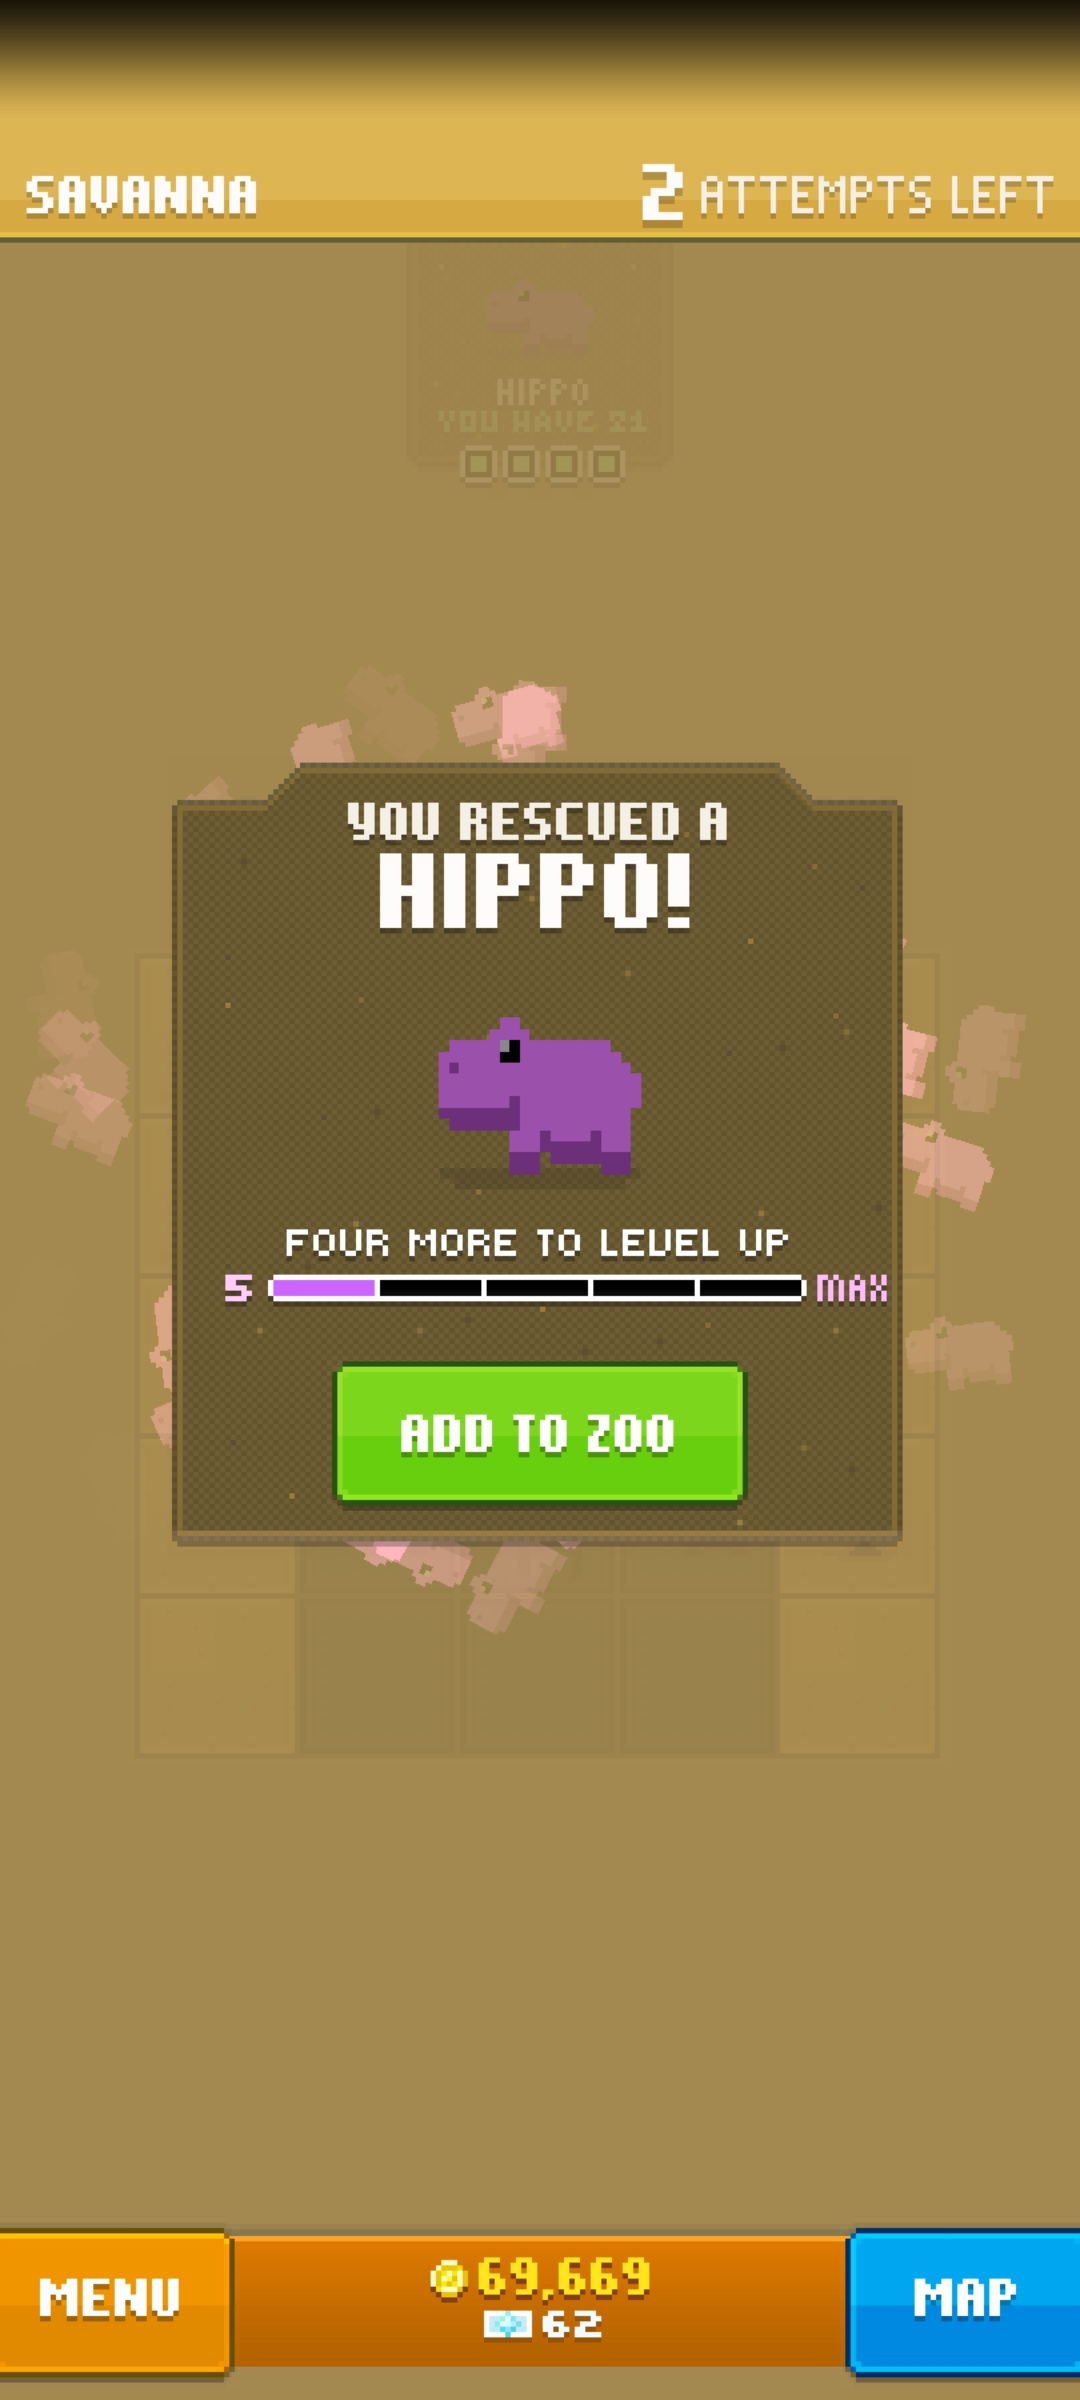 SAVANNA
2 ATTEMPTS LEFT
HIPPO
YOU HAVE 21
YOU RESCUED A
HIPPO!
FOUR MORE TO LEVEL UP
5 MAX
ADD TO ZOO
MENU
69,669
62
MAP